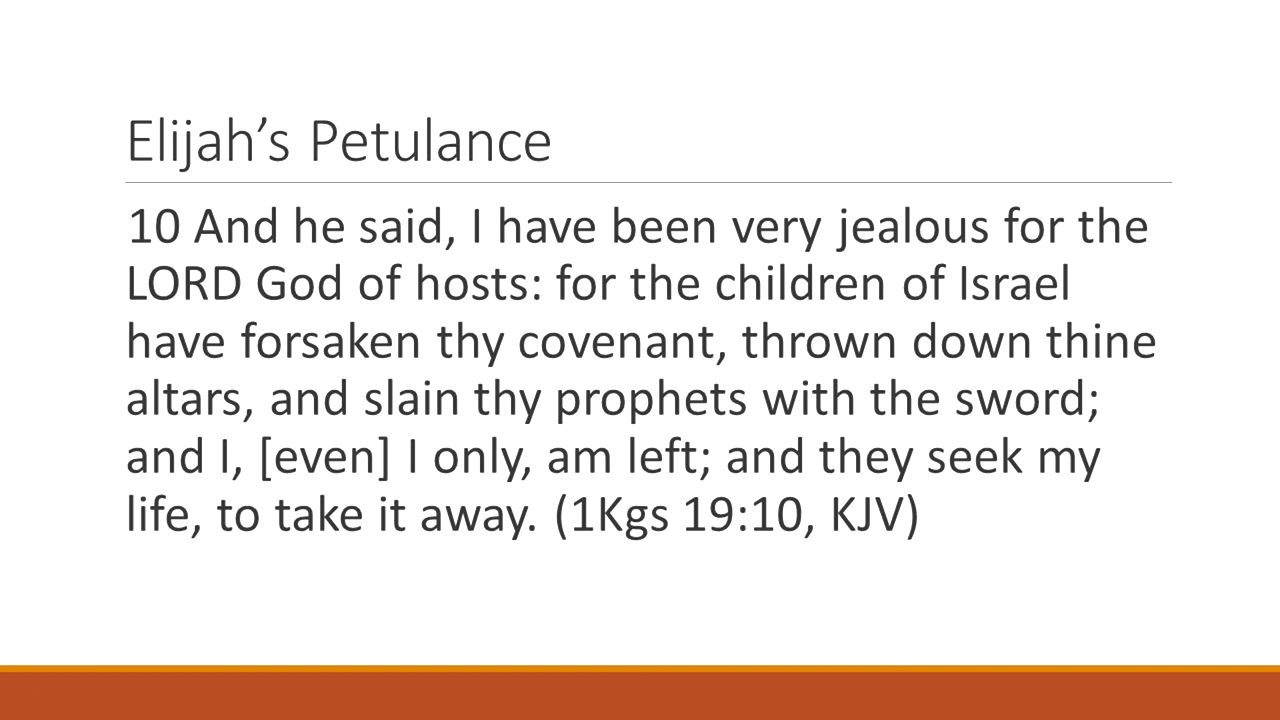 Elijah’s Petulance
10 And he said, I have been very jealous for the
LORD God of hosts: for the children of Israel
have forsaken thy covenant, thrown down thine
altars, and slain thy prophets with the sword;
and I, [even] I only, am left; and they seek my
life, to take it away. (1Kgs 19:10, KJV)